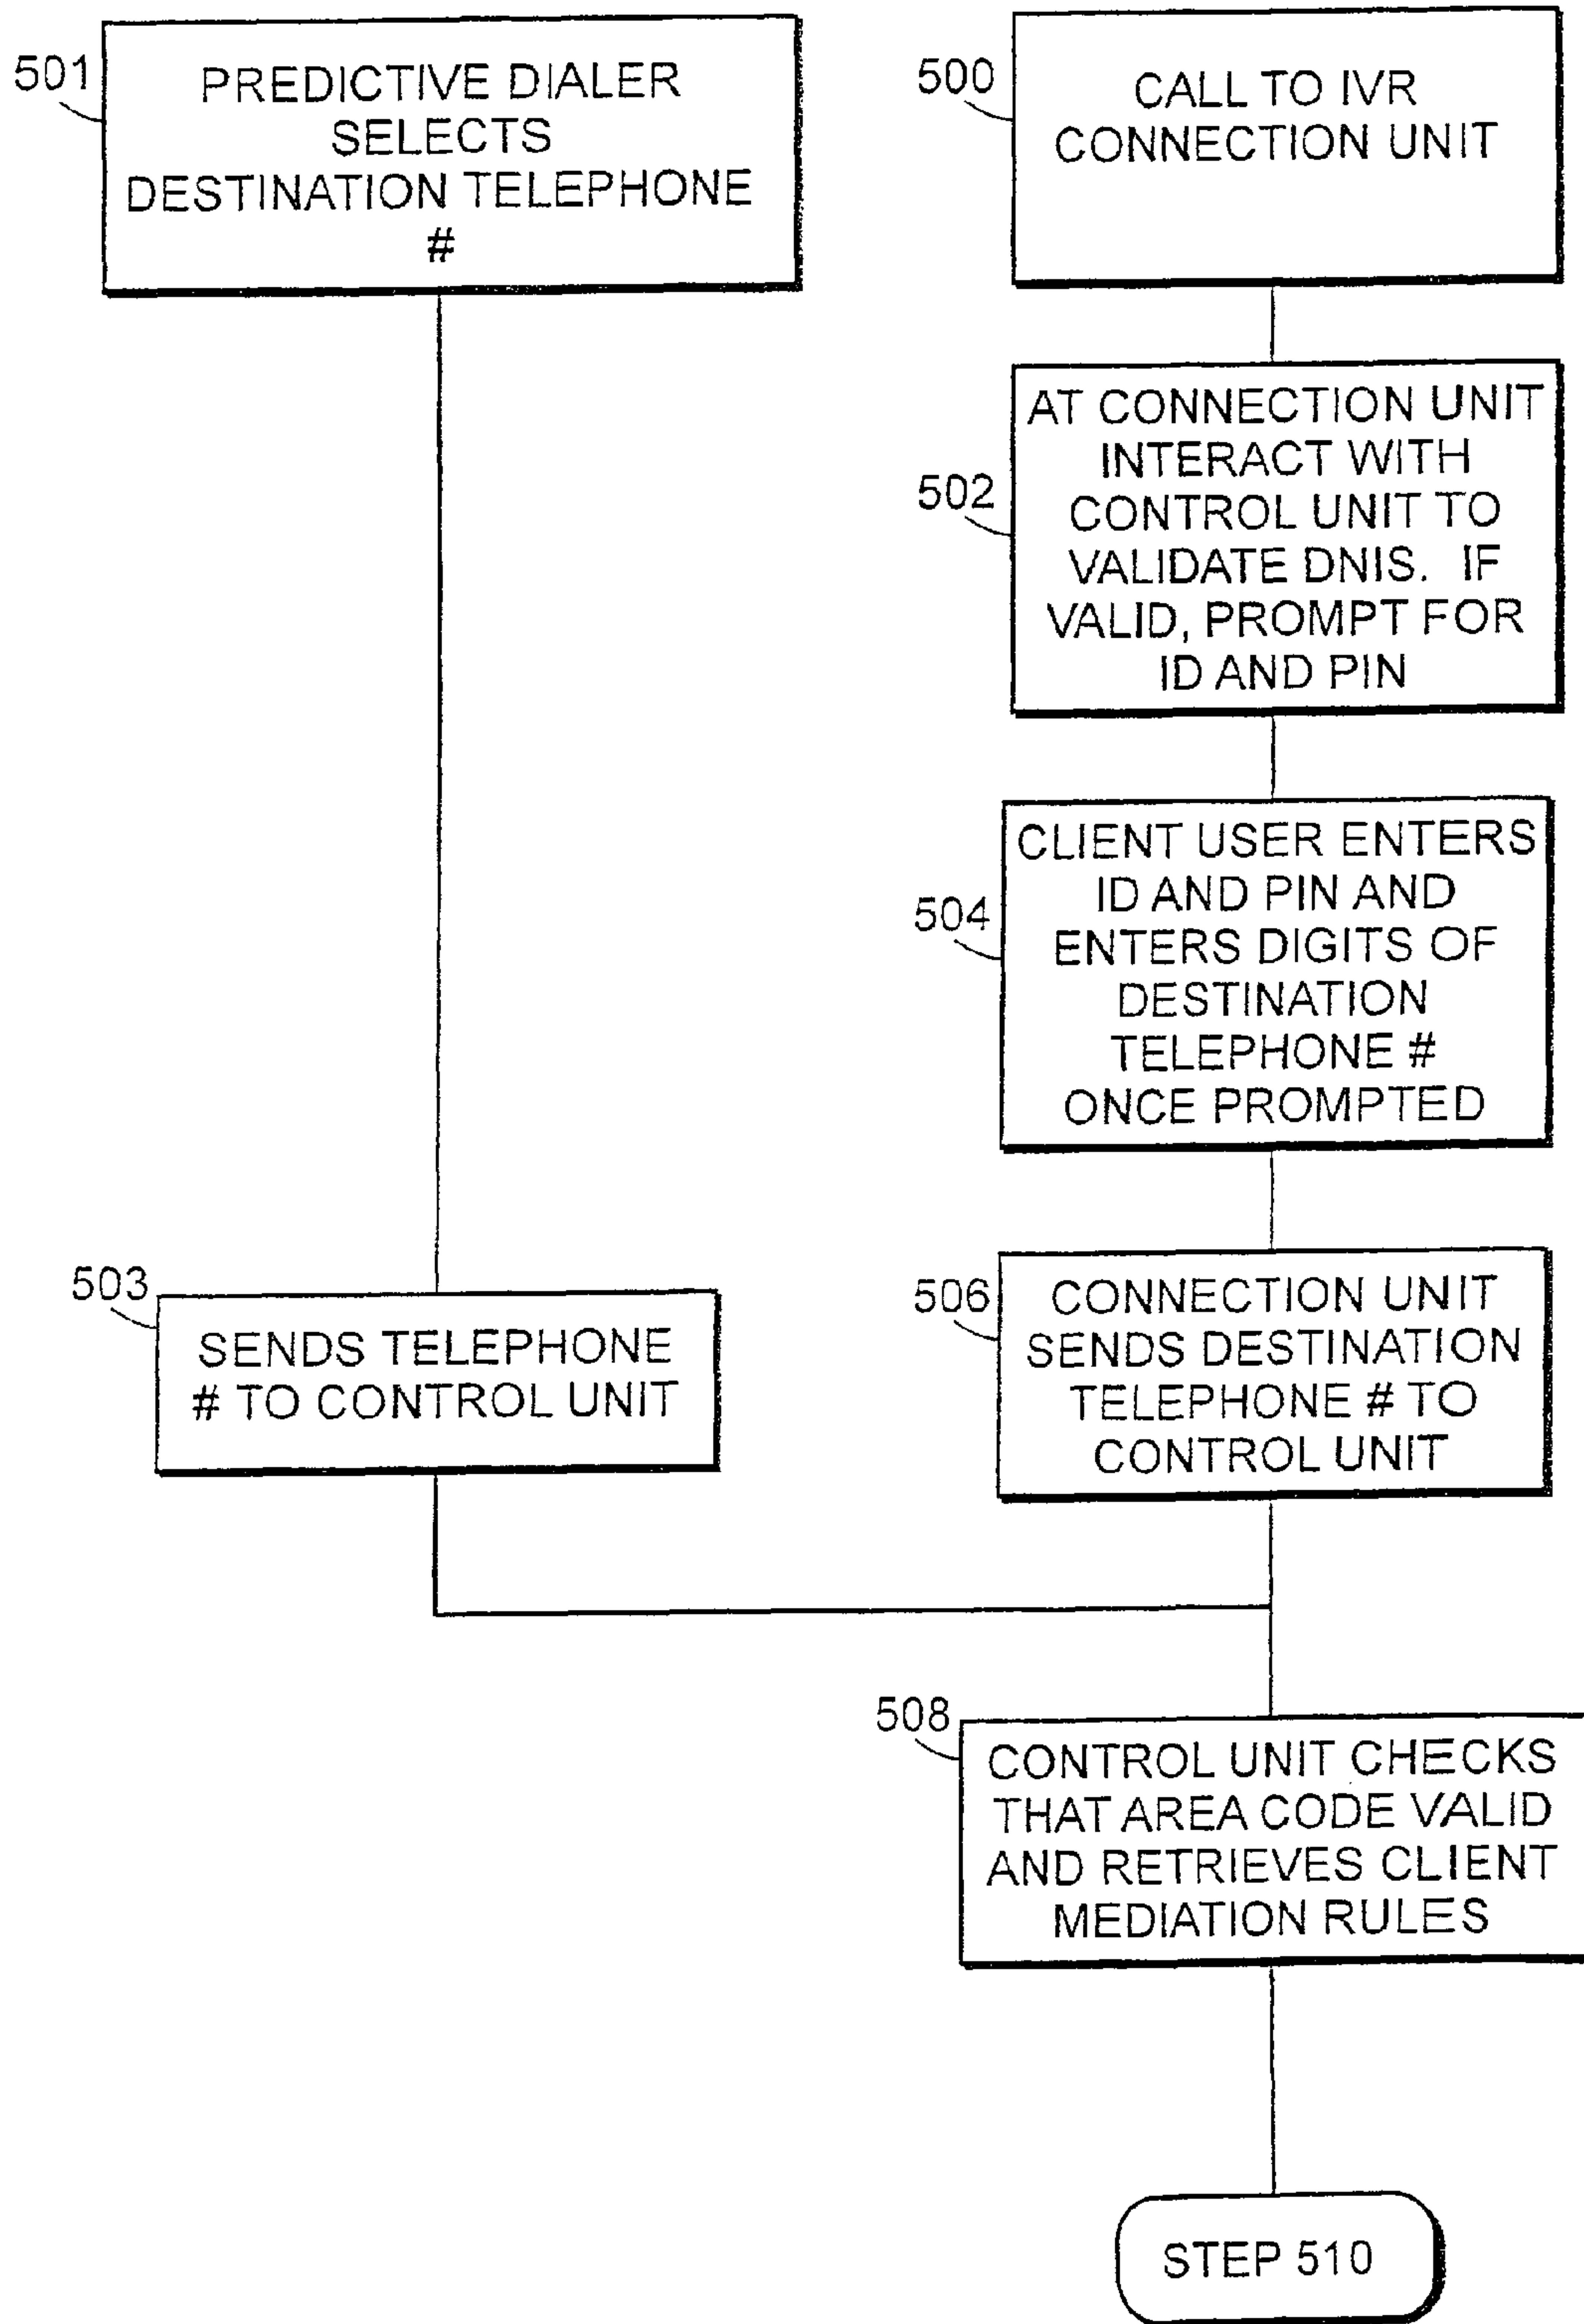 501
PREDICTIVE DIALER
SELECTS
DESTINATION TELEPHONE
#
500
CALL TO IVR
CONNECTION UNIT
502
AT CONNECTION UNIT
INTERACT WITH
CONTROL UNIT TO
VALIDATE DNIS. IF
VALID, PROMPT FOR
ID AND PIN
504
CLIENT USER ENTERS
ID AND PIN AND
ENTERS DIGITS OF
DESTINATION
TELEPHONE #
ONCE PROMPTED
503
SENDS TELEPHONE
# TO CONTROL UNIT
506
CONNECTION UNIT
SENDS DESTINATION
TELEPHONE # TO
CONTROL UNIT
508
CONTROL UNIT CHECKS
THAT AREA CODE VALID
AND RETRIEVES CLIENT
MEDIATION RULES
STEP 510